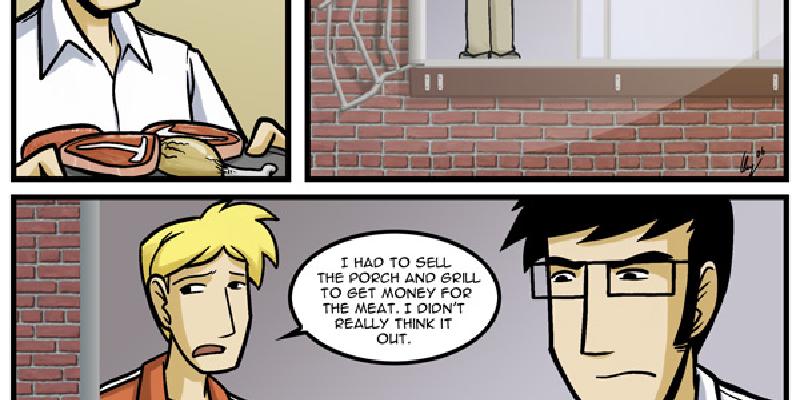 I HAD TO SELL
THE PORCH AND GRILL
TO GET MONEY FOR
THE MEAT. I DIDN'T
REALLY THINK IT
OUT.